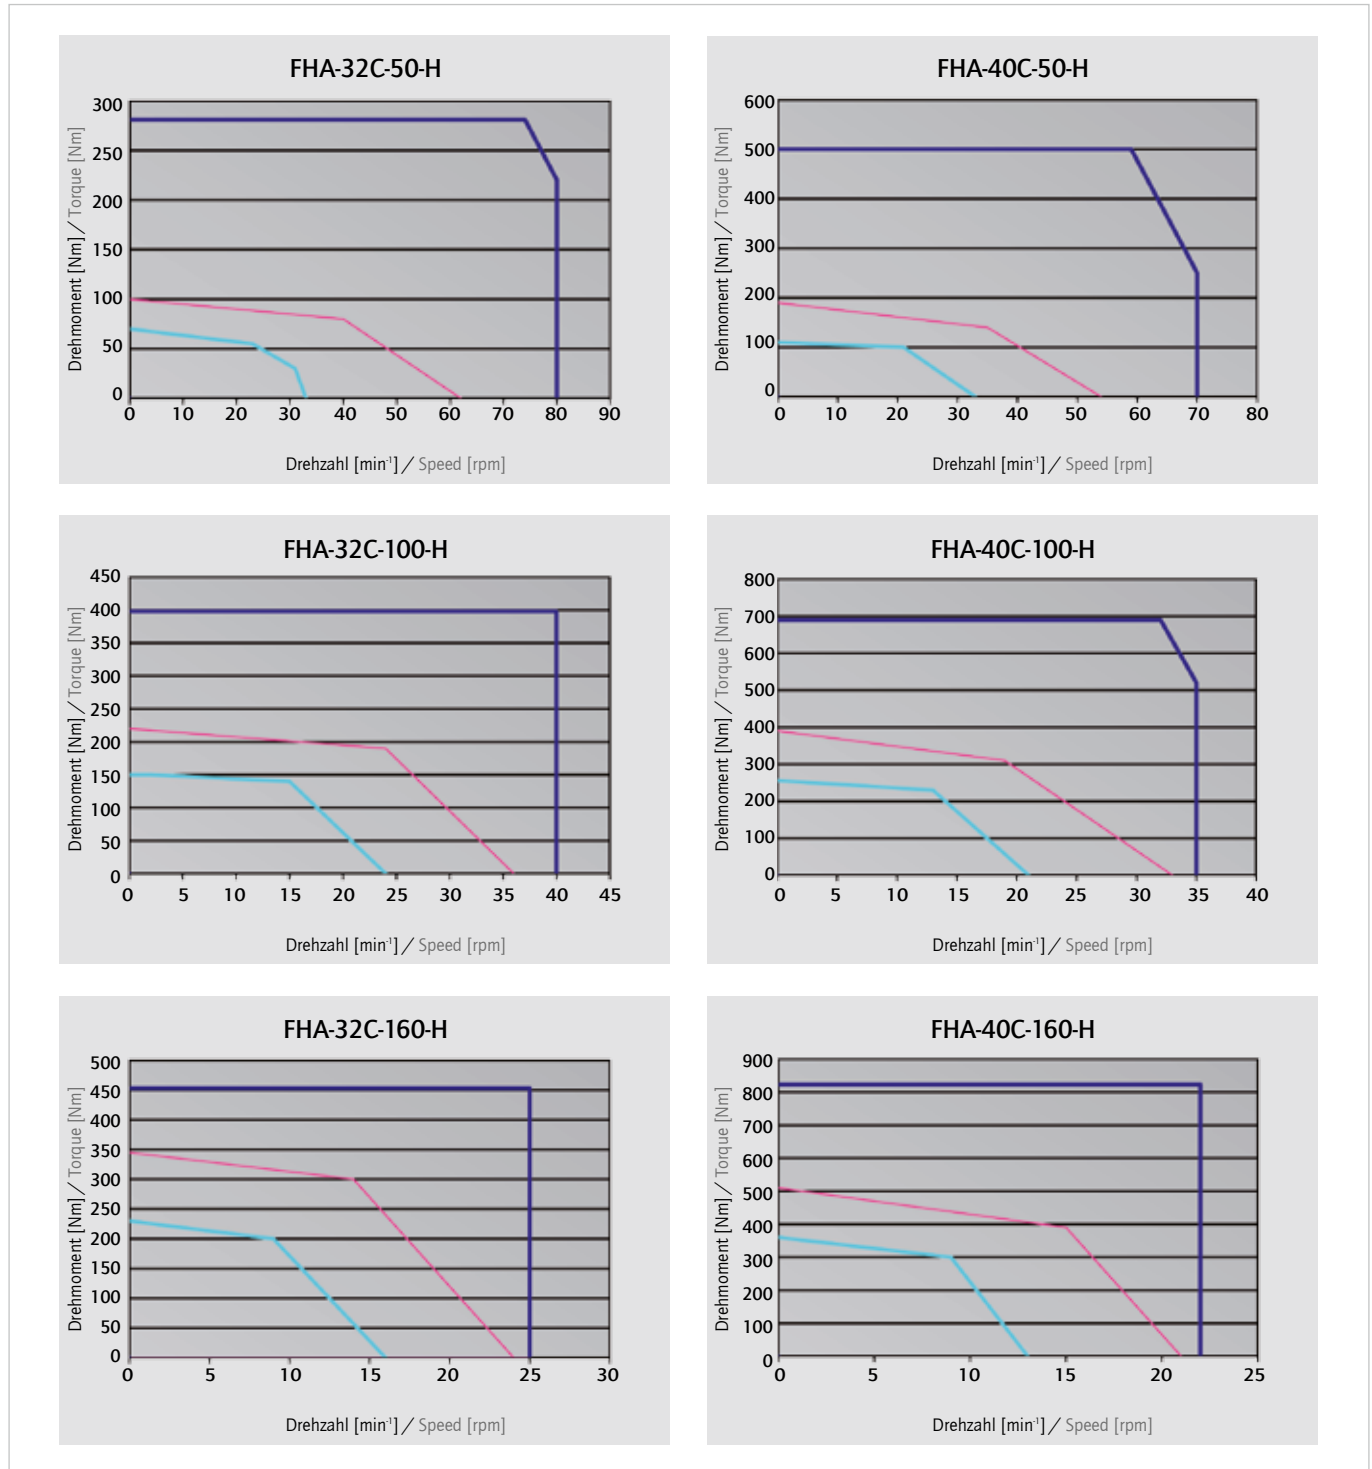 FHA-32C-50-H
Drehmoment [Nm] / Torque [Nm]
300
250
200
150
100
50
0
0 10 20 30 40 50 60 70 80 90
Drehzahl [min⁻¹] / Speed [rpm]
FHA-40C-50-H
Drehmoment [Nm] / Torque [Nm]
600
500
400
300
200
100
0
0 10 20 30 40 50 60 70 80
Drehzahl [min⁻¹] / Speed [rpm]
FHA-32C-100-H
Drehmoment [Nm] / Torque [Nm]
450
400
350
300
250
200
150
100
50
0
0 5 10 15 20 25 30 35 40 45
Drehzahl [min⁻¹] / Speed [rpm]
FHA-40C-100-H
Drehmoment [Nm] / Torque [Nm]
800
700
600
500
400
300
200
100
0
0 5 10 15 20 25 30 35 40
Drehzahl [min⁻¹] / Speed [rpm]
FHA-32C-160-H
Drehmoment [Nm] / Torque [Nm]
500
450
400
350
300
250
200
150
100
50
0
0 5 10 15 20 25 30
Drehzahl [min⁻¹] / Speed [rpm]
FHA-40C-160-H
Drehmoment [Nm] / Torque [Nm]
900
800
700
600
500
400
300
200
100
0
0 5 10 15 20 25
Drehzahl [min⁻¹] / Speed [rpm]